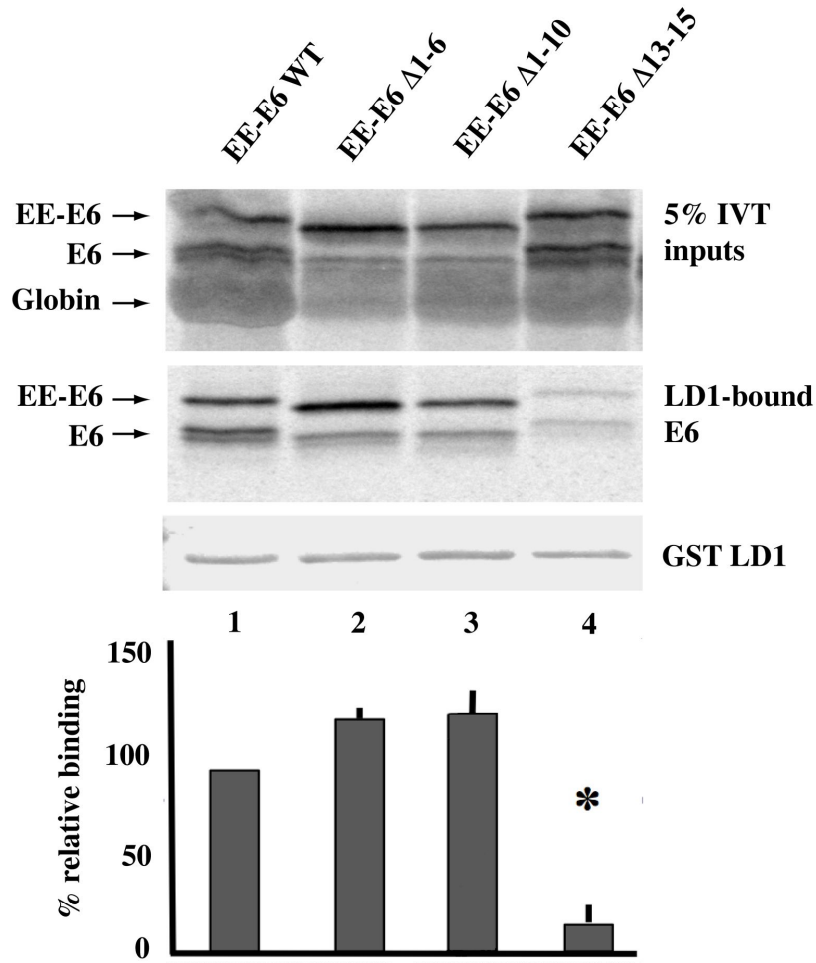 EE-E6 WT
EE-E6 Δ1-6
EE-E6 Δ1-10
EE-E6 Δ13-15
EE-E6
E6
Globin
5% IVT
inputs
EE-E6
E6
LD1-bound
E6
GST LD1
1 2 3 4
150
100
50
0
% relative binding
*